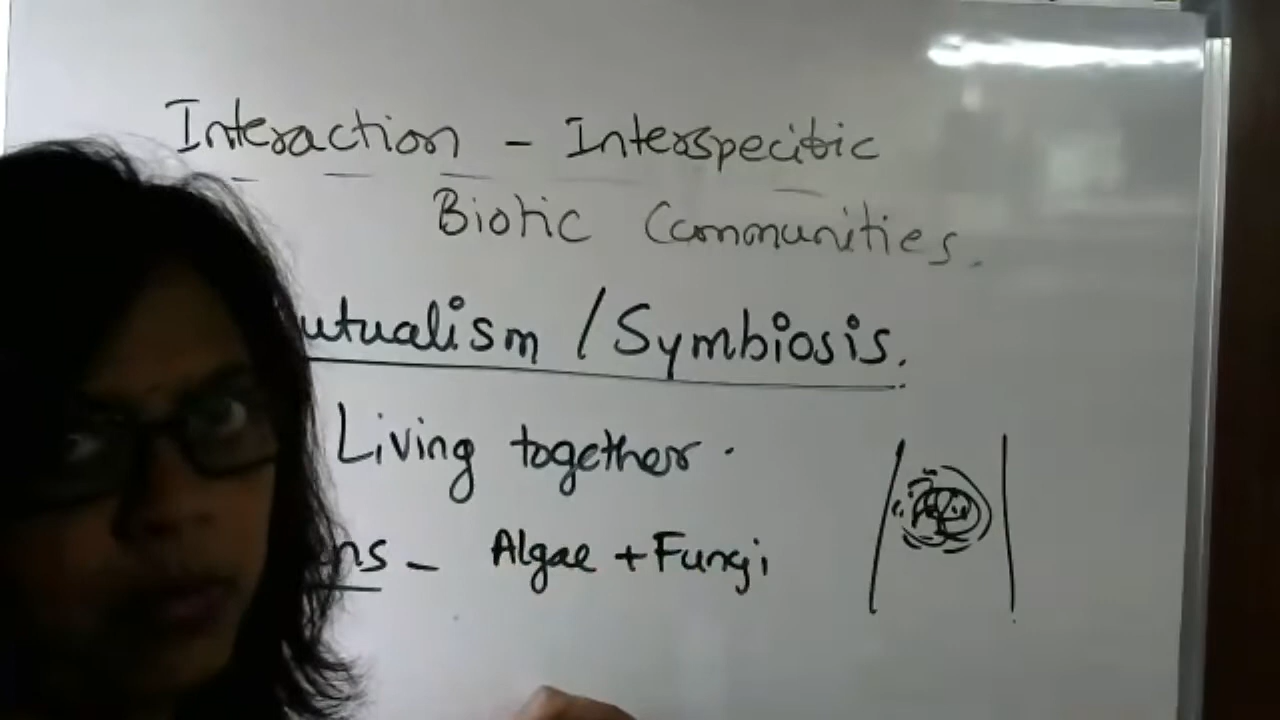 Interaction - Interspecific
Biotic Communities.
utualism / Symbiosis.
Living together.
ns - Algae + Fungi